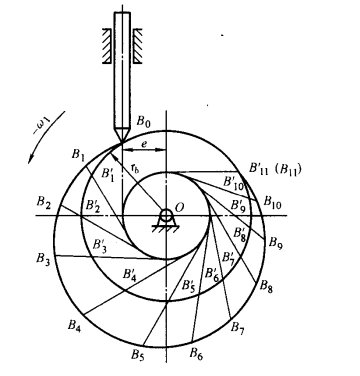 B₀
-ω₁
e
B₁
B'₁
r_b
B'₁₁ (B₁₁)
B'₁₀
B₂
B'₂
O
B'₉
B₁₀
B'₈
B₃
B'₃
B'₇
B₉
B'₄
B'₆
B'₅
B₈
B₄
B₇
B₅
B₆